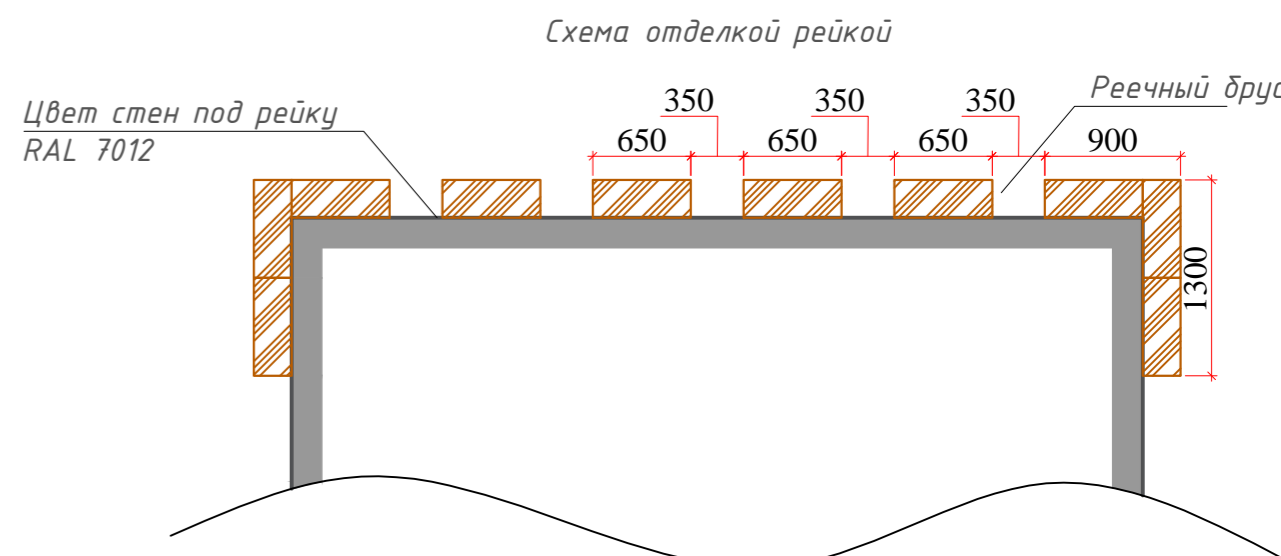 Схема отделкой рейкой
Цвет стен под рейку
RAL 7012
350 350 350
Реечный брус
650 650 650 900
1300